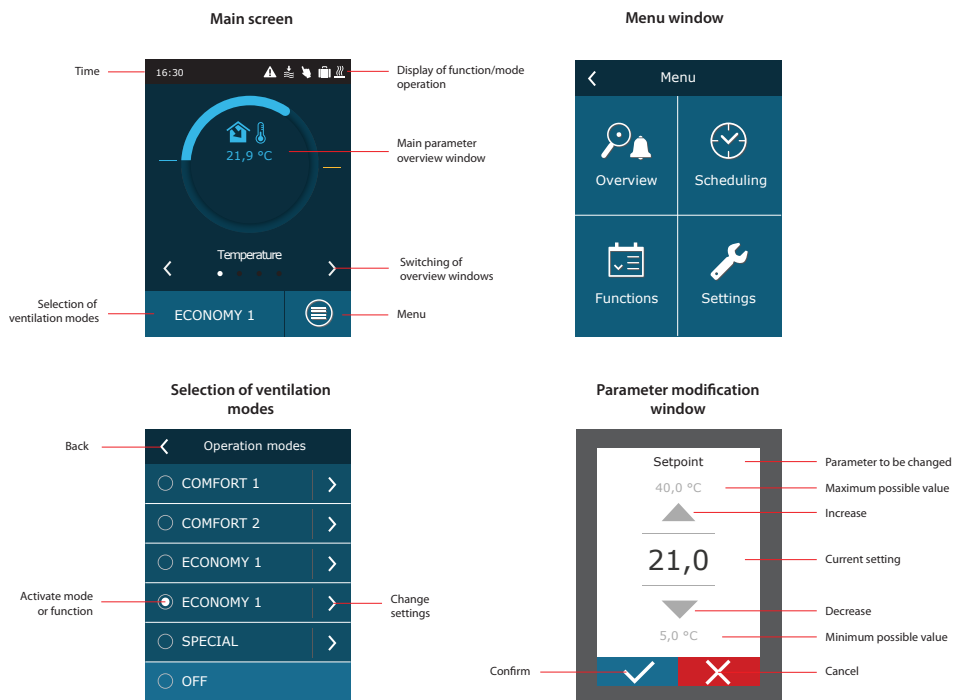 Main screen
Time
16:30
Display of function/mode
operation
Main parameter
overview window
21,9 °C
Temperature
Switching of
overview windows
Selection of
ventilation modes
ECONOMY 1
Menu
Menu window
Menu
Overview
Scheduling
Functions
Settings
Selection of ventilation
modes
Back
Operation modes
COMFORT 1
COMFORT 2
ECONOMY 1
Activate mode
or function
ECONOMY 1
Change
settings
SPECIAL
OFF
Parameter modification
window
Setpoint
Parameter to be changed
40,0 °C
Maximum possible value
Increase
21,0
Current setting
Decrease
5,0 °C
Minimum possible value
Confirm
Cancel